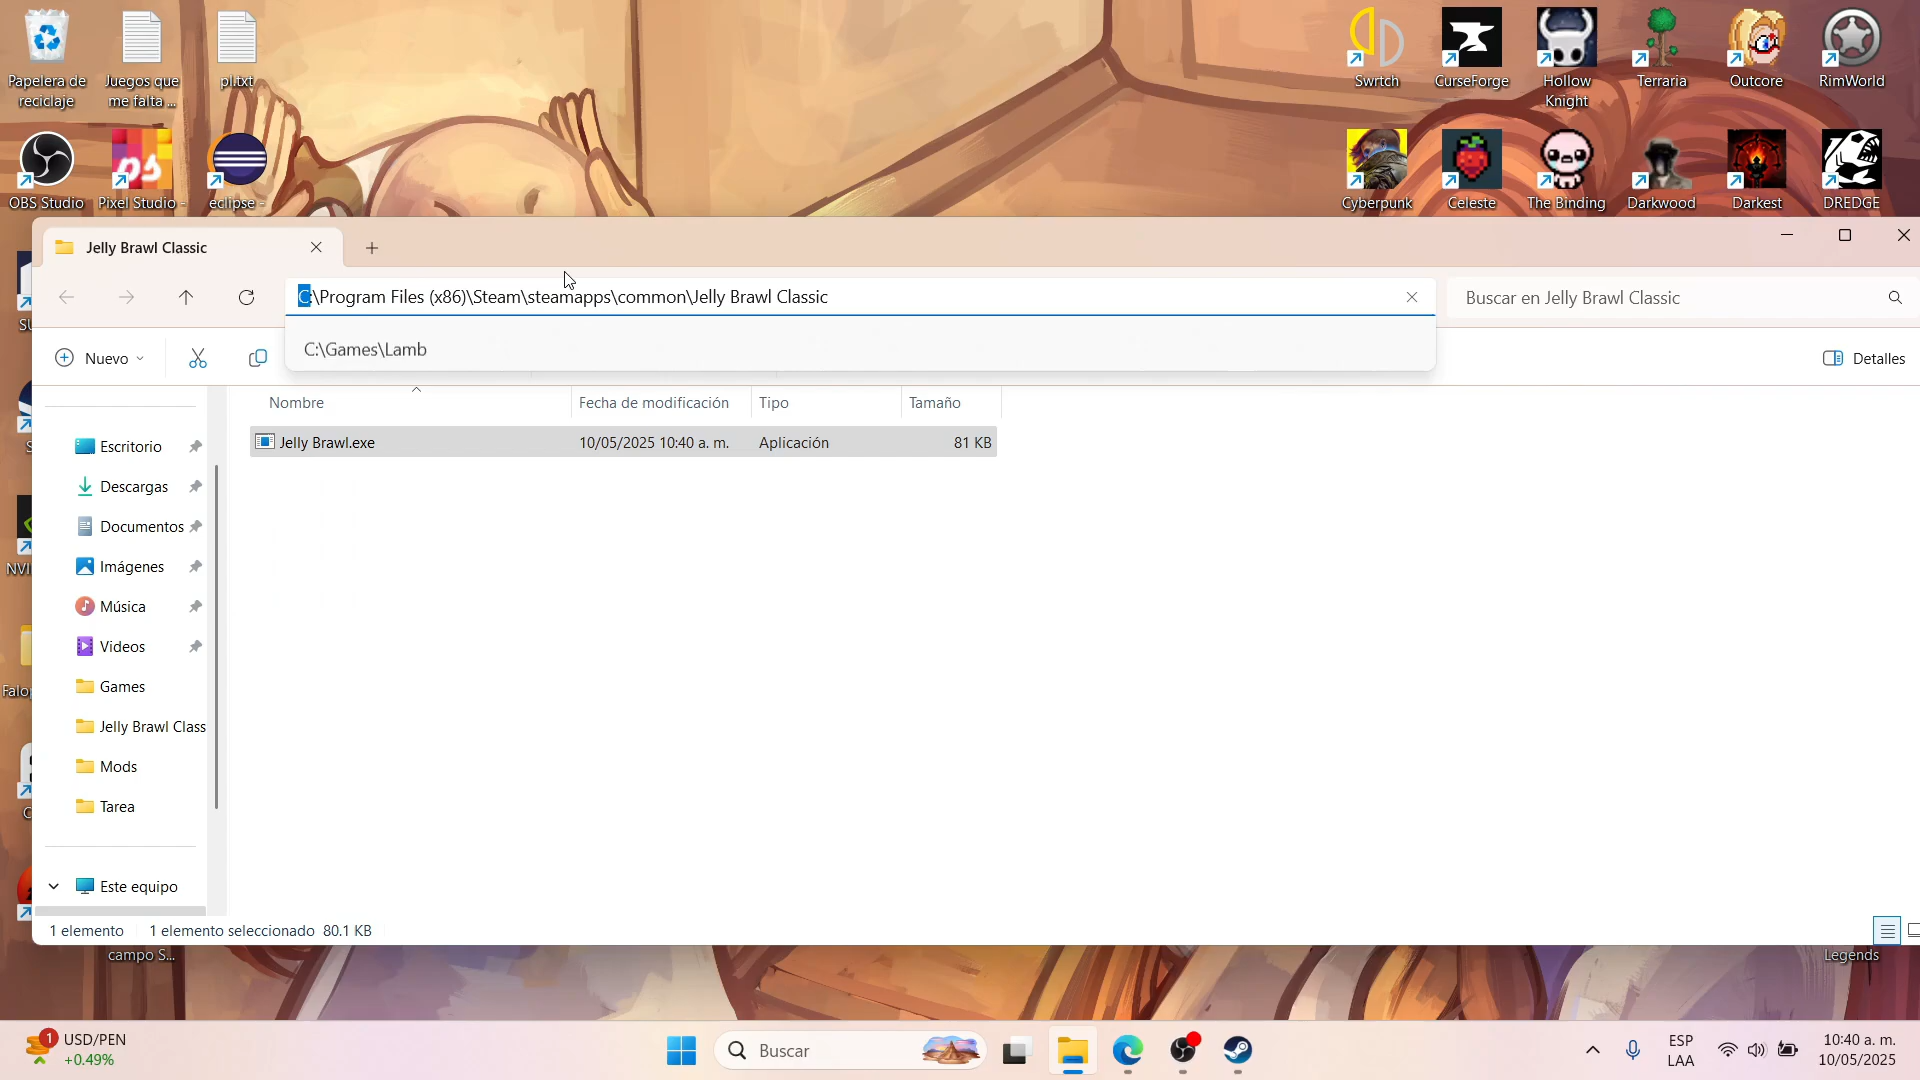 Papelera de
reciclaje
Juegos que
me falta ...
pli.txt
Swrtch
CurseForge
Hollow
Knight
Terraria
Outcore
RimWorld
OBS Studio
Pixel Studio -
eclipse -
Cyberpunk
Celeste
The Binding
Darkwood
Darkest
DREDGE
Jelly Brawl Classic
C:\Program Files (x86)\Steam\steamapps\common\Jelly Brawl Classic
Buscar en Jelly Brawl Classic
C:\Games\Lamb
Nuevo
Detalles
Nombre
Fecha de modificación
Tipo
Tamaño
Jelly Brawl.exe
10/05/2025 10:40 a. m.
Aplicación
81 KB
Escritorio
Descargas
Documentos
Imágenes
Música
Videos
Games
Jelly Brawl Class
Mods
Tarea
Este equipo
1 elemento
1 elemento seleccionado 80.1 KB
NVI
Falo
campo S...
Legends
1
USD/PEN
+0.49%
Buscar
ESP
LAA
10:40 a. m.
10/05/2025